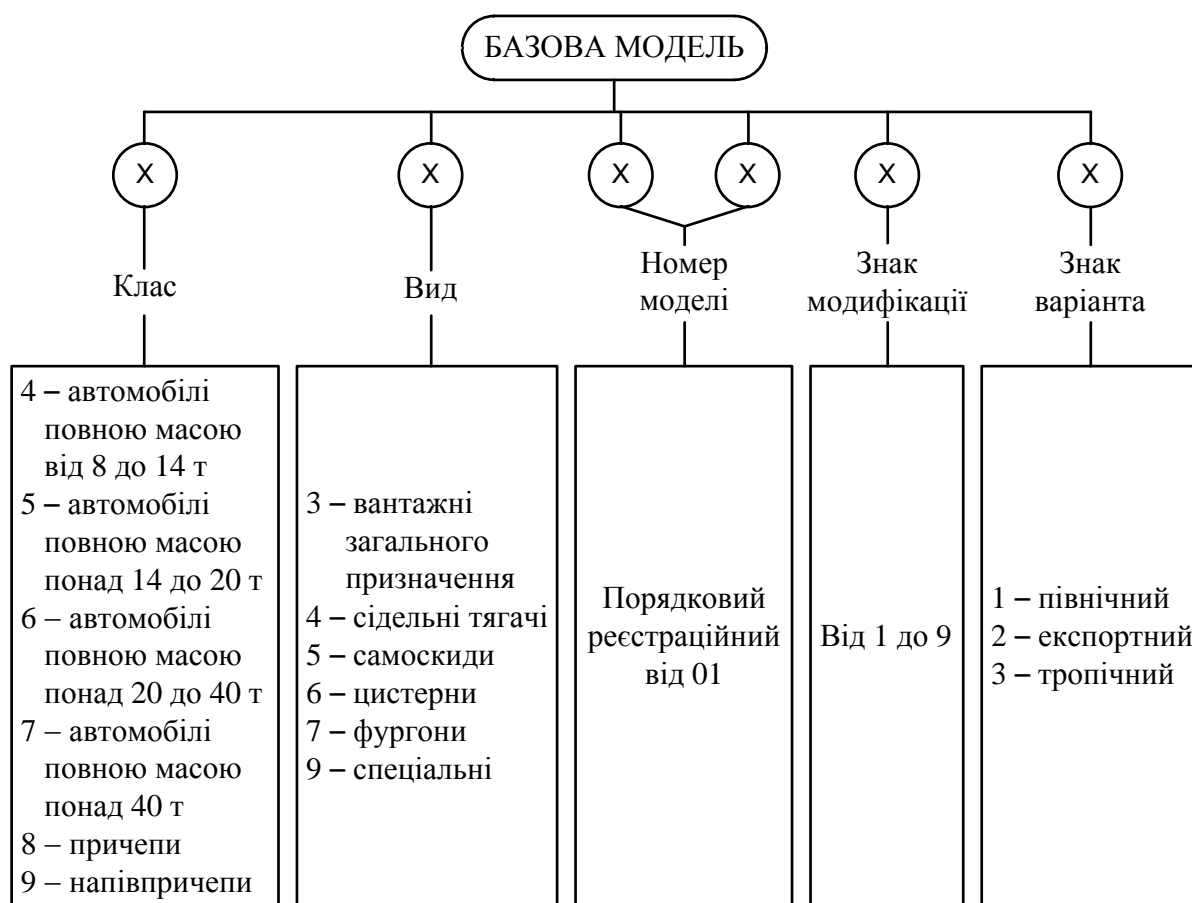 БАЗОВА МОДЕЛЬ
X
X
X
X
X
X
Клас
Вид
Номер
моделі
Знак
модифікації
Знак
варіанта
4 – автомобілі
повною масою
від 8 до 14 т
5 – автомобілі
повною масою
понад 14 до 20 т
6 – автомобілі
повною масою
понад 20 до 40 т
7 – автомобілі
повною масою
понад 40 т
8 – причепи
9 – напівпричепи
3 – вантажні
загального
призначення
4 – сідельні тягачі
5 – самоскиди
6 – цистерни
7 – фургони
9 – спеціальні
Порядковий
реєстраційний
від 01
Від 1 до 9
1 – північний
2 – експортний
3 – тропічний